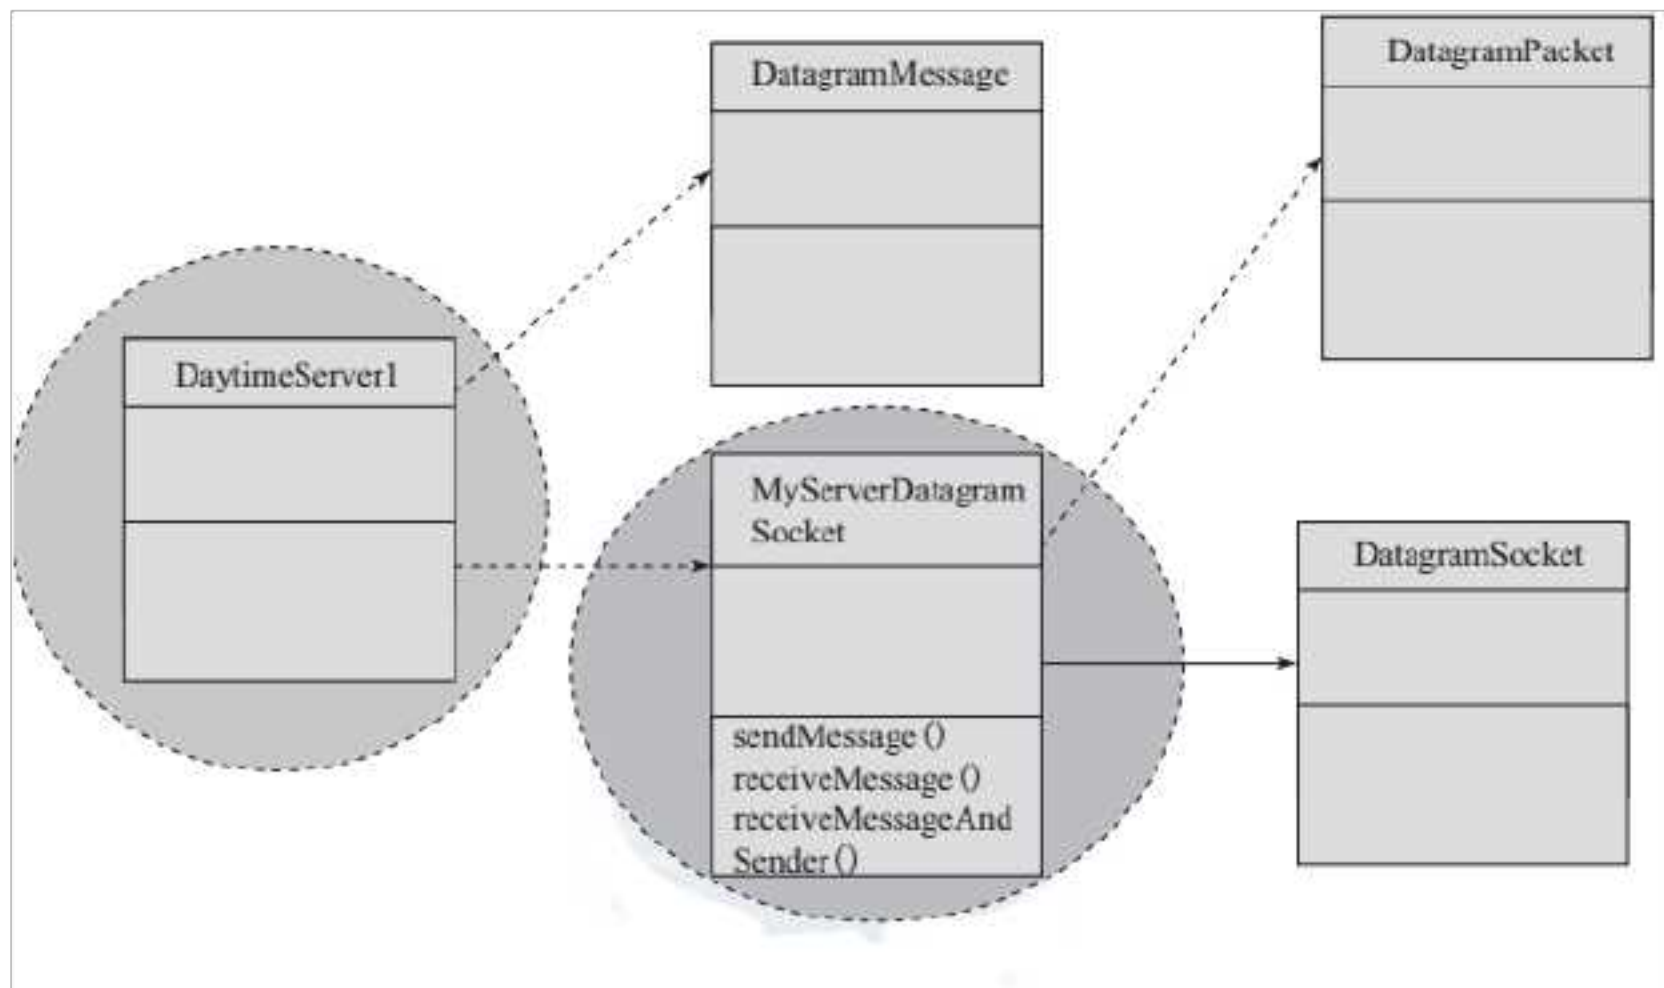 DatagramMessage
DatagramPacket
DaytimeServer1
MyServerDatagram
Socket
sendMessage ()
receiveMessage ()
receiveMessageAnd
Sender ()
DatagramSocket